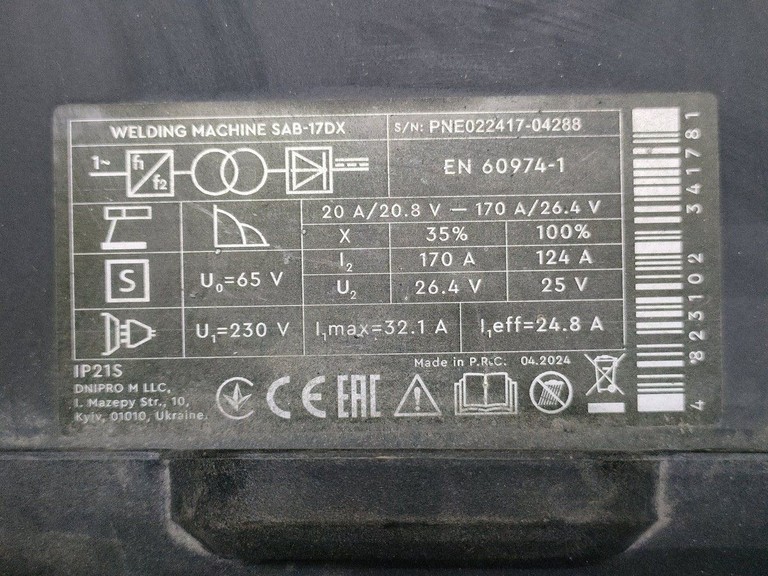 WELDING MACHINE SAB-17DX
S/N: PNE022417-04288
1~ f₁ f₂
EN 60974-1
20 A/20.8 V — 170 A/26.4 V
X 35% 100%
I₂ 170 A 124 A
S U₀=65 V
U₂ 26.4 V 25 V
U₁=230 V I₁max=32.1 A I₁eff=24.8 A
IP21S
Made in P.R.C. 04.2024
DNIPRO M LLC,
I. Mazepy Str., 10,
Kyiv, 01010, Ukraine.
CE EAC
4 823102 341781